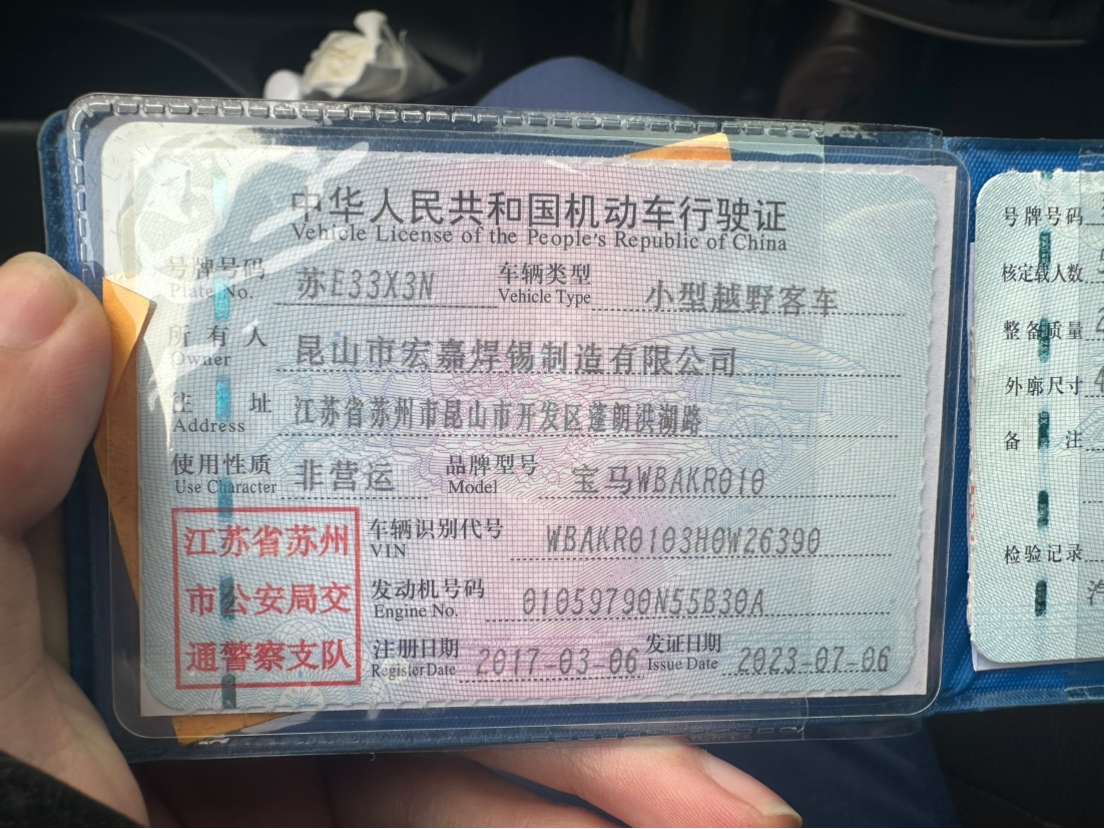 中华人民共和国机动车行驶证
Vehicle License of the People's Republic of China
号牌号码 苏E33X3N 车辆类型 小型越野客车
Plate No. Vehicle Type
所有人 昆山市宏嘉焊锡制造有限公司
Owner
住址 江苏省苏州市昆山市开发区蓬朗洪湖路
Address
使用性质 非营运 品牌型号 宝马WBAKR010
Use Character Model
江苏省苏州
市公安局交
通警察支队
车辆识别代号 WBAKR0103H0W26390
VIN
发动机号码 01059790N55B30A
Engine No.
注册日期 2017-03-06 发证日期 2023-07-06
Register Date Issue Date
号牌号码
核定载人数
整备质量
外廓尺寸
备注
检验记录